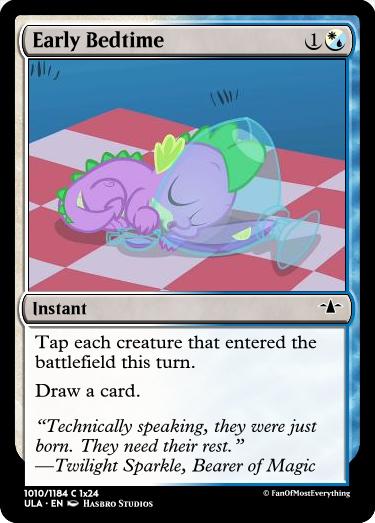 Early Bedtime 1
Instant
Tap each creature that entered the
battlefield this turn.
Draw a card.
“Technically speaking, they were just
born. They need their rest.”
—Twilight Sparkle, Bearer of Magic
1010/1184 C 1x24
ULA • EN Hasbro Studios
© FanOfMostEverything